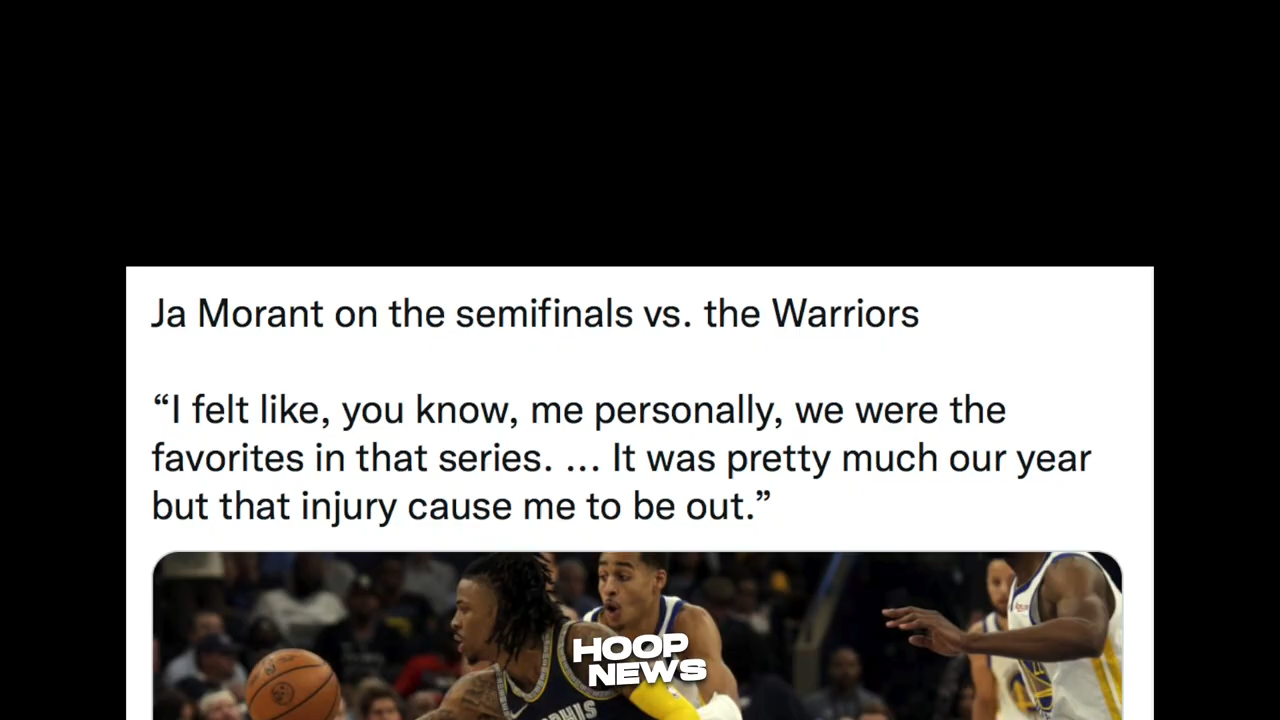 Ja Morant on the semifinals vs. the Warriors
“I felt like, you know, me personally, we were the
favorites in that series. ... It was pretty much our year
but that injury cause me to be out.”
HOOP
NEWS